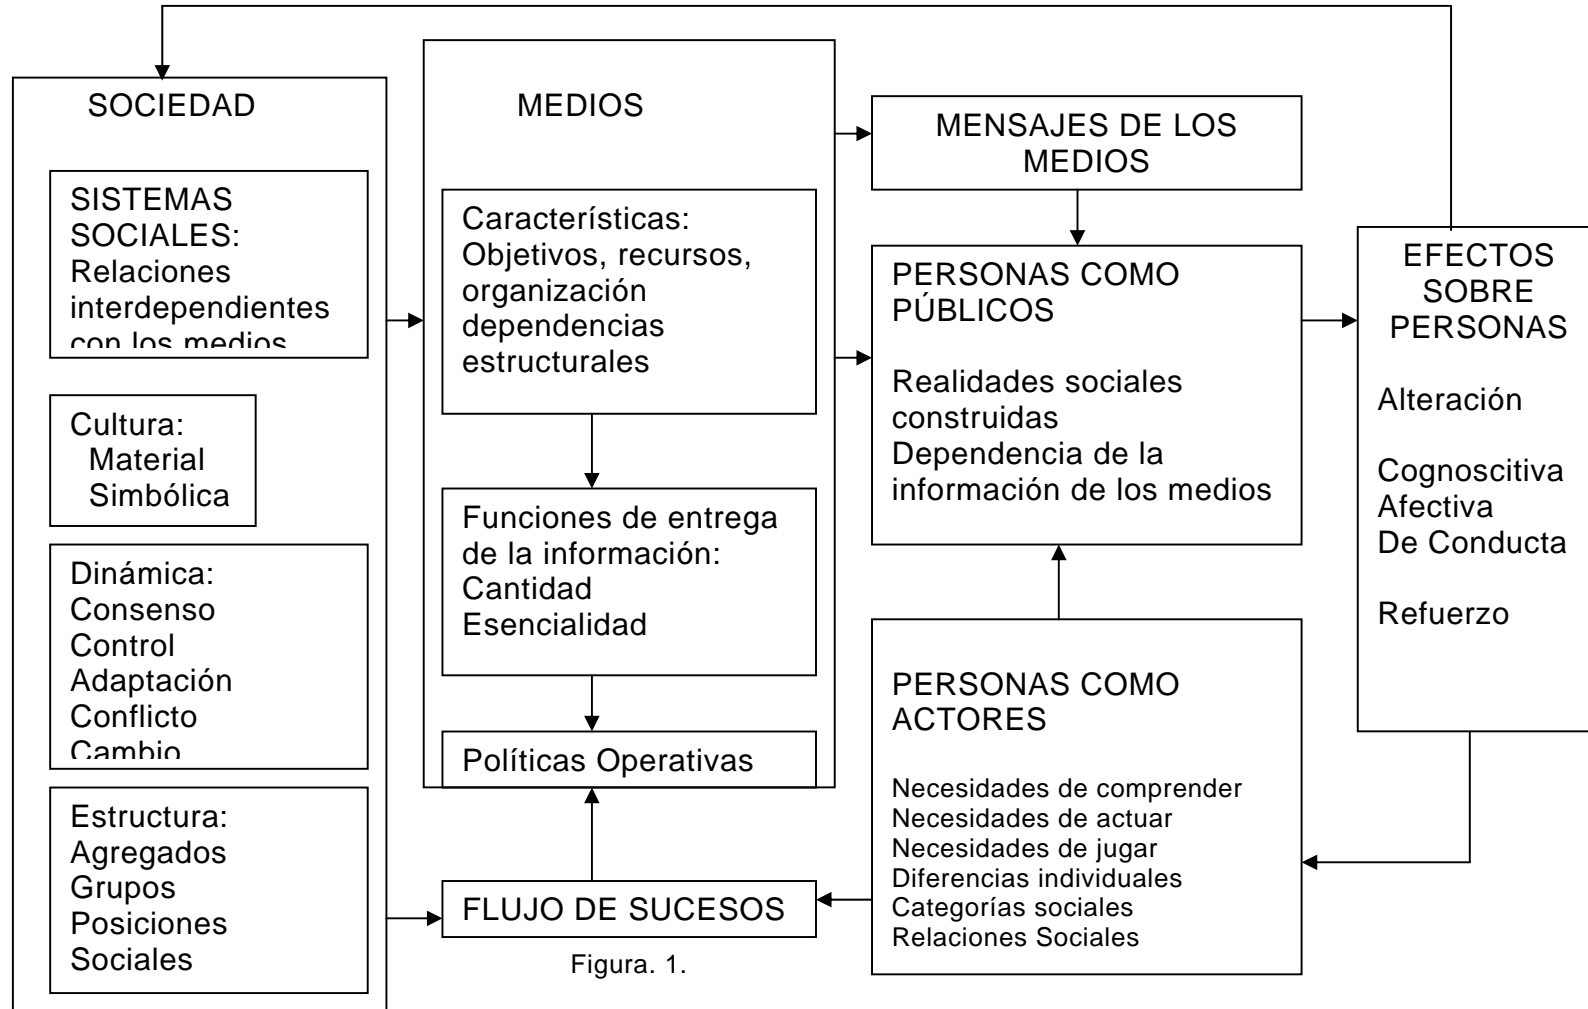 SOCIEDAD
SISTEMAS
SOCIALES:
Relaciones
interdependientes
con los medios
Cultura:
Material
Simbólica
Dinámica:
Consenso
Control
Adaptación
Conflicto
Cambio
Estructura:
Agregados
Grupos
Posiciones
Sociales
MEDIOS
Características:
Objetivos, recursos,
organización
dependencias
estructurales
Funciones de entrega
de la información:
Cantidad
Esencialidad
Políticas Operativas
FLUJO DE SUCESOS
Figura. 1.
MENSAJES DE LOS
MEDIOS
PERSONAS COMO
PÚBLICOS
Realidades sociales
construidas
Dependencia de la
información de los medios
PERSONAS COMO
ACTORES
Necesidades de comprender
Necesidades de actuar
Necesidades de jugar
Diferencias individuales
Categorías sociales
Relaciones Sociales
EFECTOS
SOBRE
PERSONAS
Alteración
Cognoscitiva
Afectiva
De Conducta
Refuerzo